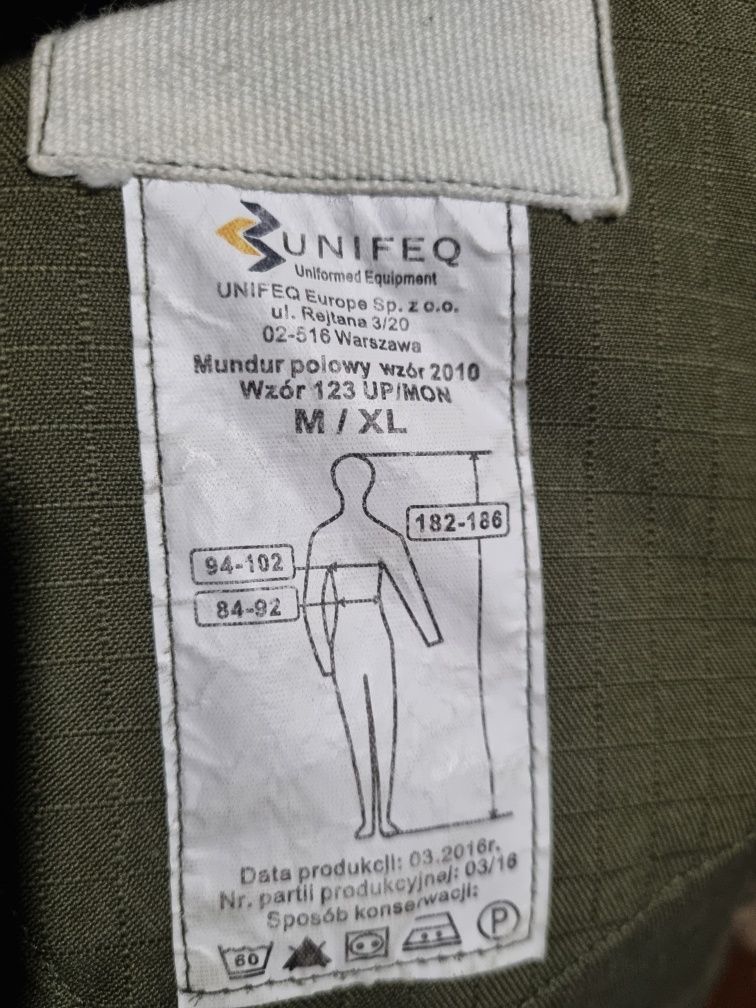 UNIFEQ
Uniformed Equipment
UNIFEQ Europe Sp. z o.o.
ul. Rejtana 3/20
02-516 Warszawa
Mundur polowy wzór 2010
Wzór 123 UP/MON
M / XL
182-186
94-102
84-92
Data produkcji: 03.2016r.
Nr. partii produkcyjnej: 03/16
Sposób konserwacji:
60
P